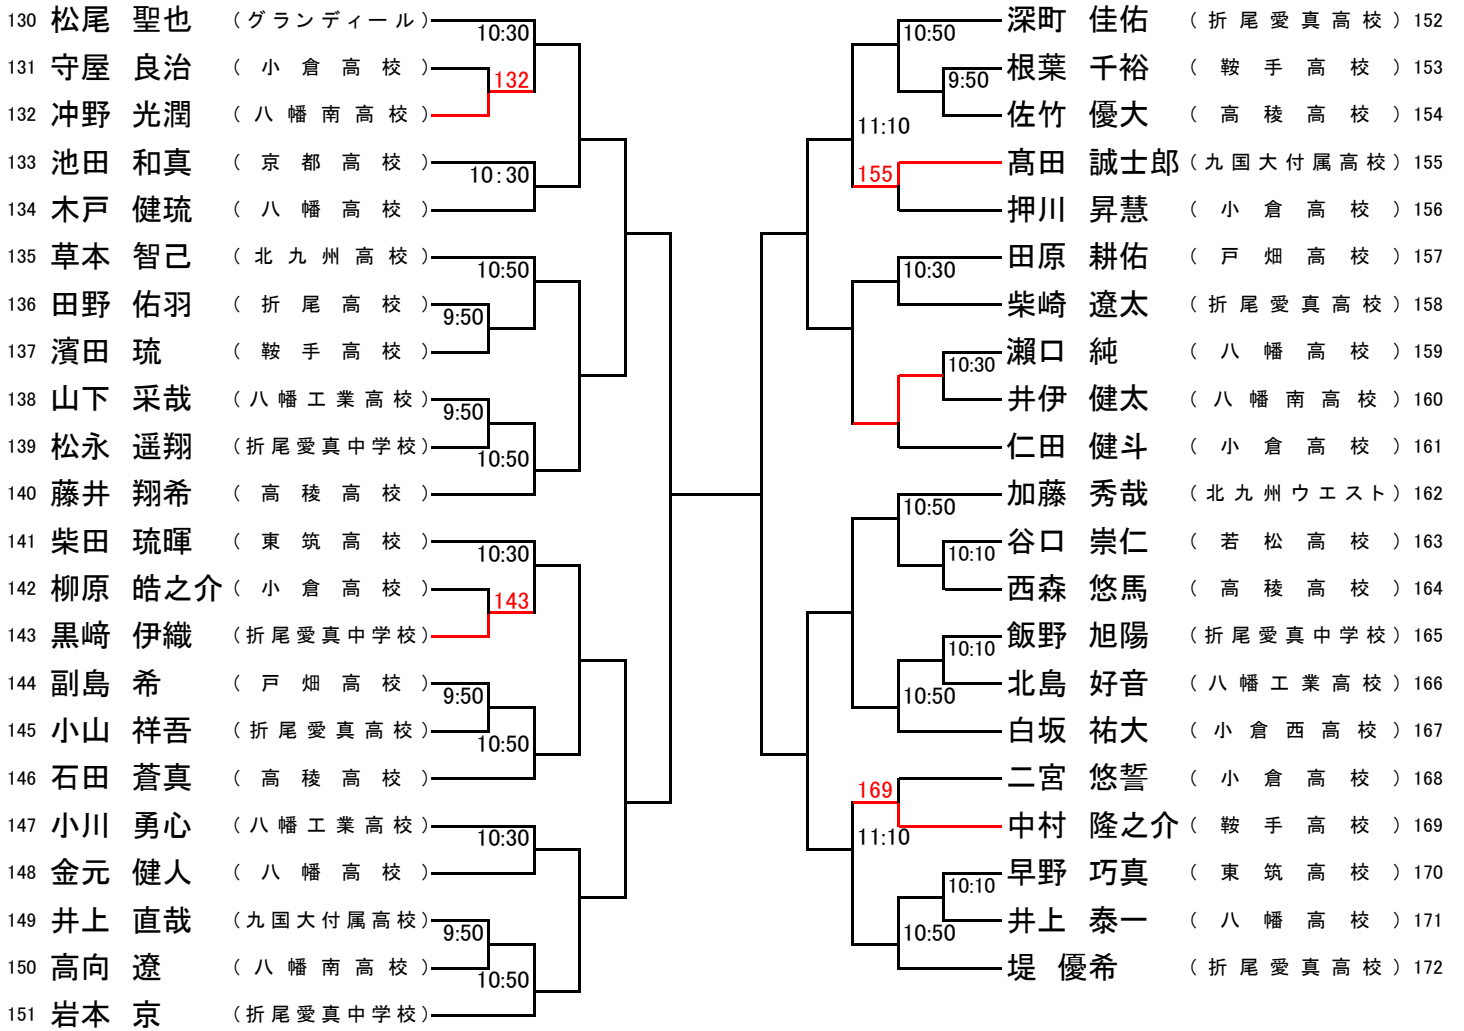 130 松尾 聖也 (グランディール)
10:30
131 守屋 良治 (小倉高校)
132
132 冲野 光潤 (八幡南高校)
133 池田 和真 (京都高校)
10:30
134 木戸 健琉 (八幡高校)
135 草本 智己 (北九州高校)
10:50
136 田野 佑羽 (折尾高校)
9:50
137 濱田 琉 (鞍手高校)
138 山下 采哉 (八幡工業高校)
9:50
139 松永 遥翔 (折尾愛真中学校)
10:50
140 藤井 翔希 (高稜高校)
141 柴田 琉暉 (東筑高校)
10:30
142 柳原 皓之介 (小倉高校)
143
143 黒﨑 伊織 (折尾愛真中学校)
144 副島 希 (戸畑高校)
9:50
145 小山 祥吾 (折尾愛真高校)
10:50
146 石田 蒼真 (高稜高校)
147 小川 勇心 (八幡工業高校)
10:30
148 金元 健人 (八幡高校)
149 井上 直哉 (九国大付属高校)
9:50
150 高向 遼 (八幡南高校)
10:50
151 岩本 京 (折尾愛真中学校)
深町 佳佑 (折尾愛真高校) 152
10:50
根葉 千裕 (鞍手高校) 153
9:50
佐竹 優大 (高稜高校) 154
11:10
髙田 誠士郎 (九国大付属高校) 155
155
押川 昇慧 (小倉高校) 156
田原 耕佑 (戸畑高校) 157
10:30
柴崎 遼太 (折尾愛真高校) 158
瀬口 純 (八幡高校) 159
10:30
井伊 健太 (八幡南高校) 160
仁田 健斗 (小倉高校) 161
加藤 秀哉 (北九州ウエスト) 162
10:50
谷口 崇仁 (若松高校) 163
10:10
西森 悠馬 (高稜高校) 164
飯野 旭陽 (折尾愛真中学校) 165
10:10
北島 好音 (八幡工業高校) 166
10:50
白坂 祐大 (小倉西高校) 167
二宮 悠誓 (小倉高校) 168
169
中村 隆之介 (鞍手高校) 169
11:10
早野 巧真 (東筑高校) 170
10:10
井上 泰一 (八幡高校) 171
10:50
堤 優希 (折尾愛真高校) 172